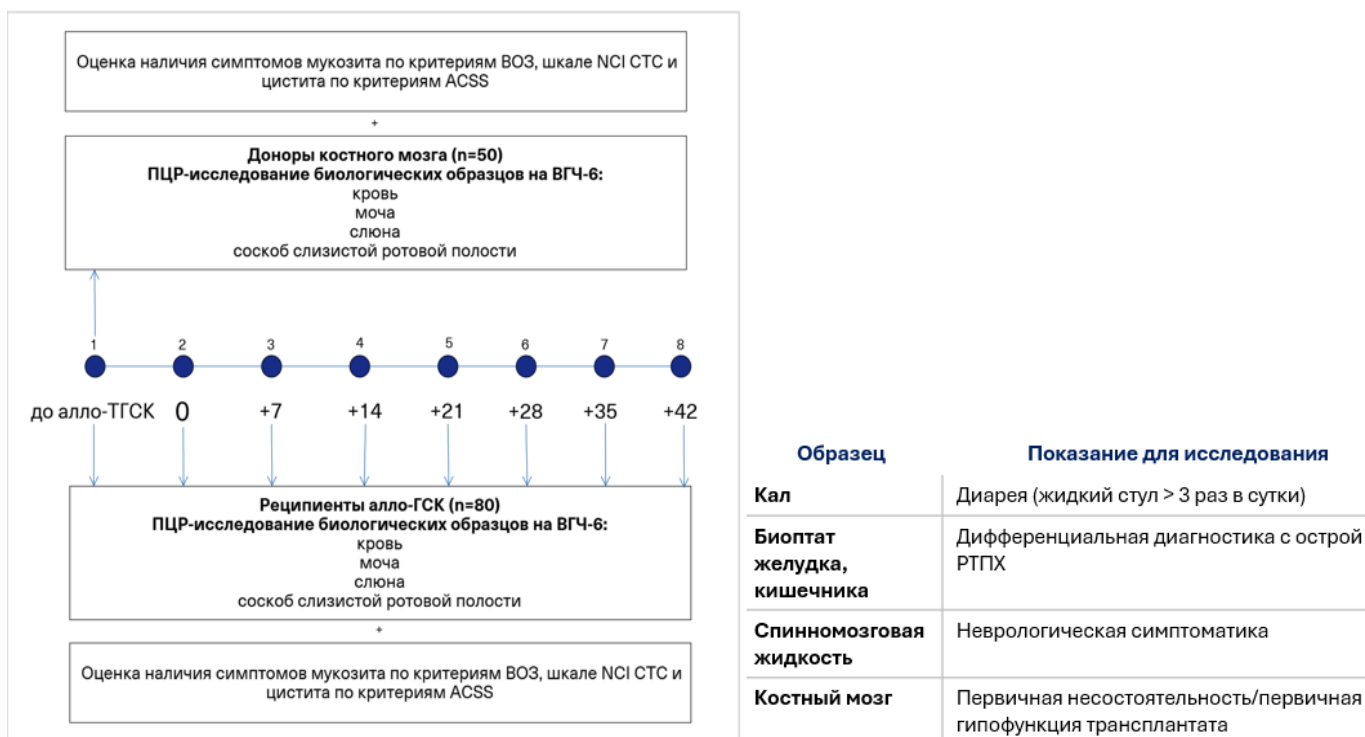 Оценка наличия симптомов мукозита по критериям ВОЗ, шкале NCI CTC и
цистита по критериям ACSS
+
Доноры костного мозга (n=50)
ПЦР-исследование биологических образцов на ВГЧ-6:
кровь
моча
слюна
соскоб слизистой ротовой полости
1 2 3 4 5 6 7 8
до алло-ТГСК 0 +7 +14 +21 +28 +35 +42
Реципиенты алло-ГСК (n=80)
ПЦР-исследование биологических образцов на ВГЧ-6:
кровь
моча
слюна
соскоб слизистой ротовой полости
+
Оценка наличия симптомов мукозита по критериям ВОЗ, шкале NCI CTC и
цистита по критериям ACSS
Образец Показание для исследования
Кал Диарея (жидкий стул > 3 раз в сутки)
Биоптат Дифференциальная диагностика с острой
желудка, РТПХ
кишечника
Спинномозговая Неврологическая симптоматика
жидкость
Костный мозг Первичная несостоятельность/первичная
гипофункция трансплантата